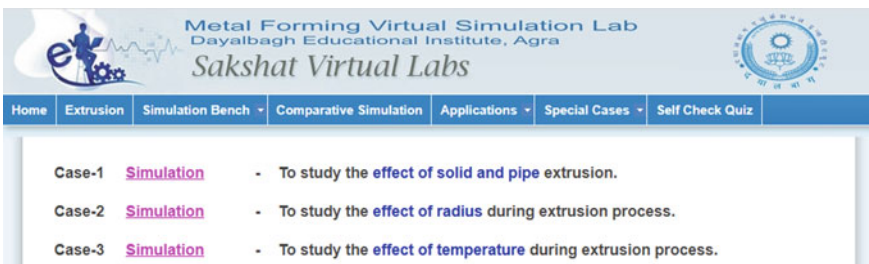 Metal Forming Virtual Simulation Lab
Dayalbagh Educational Institute, Agra
Sakshat Virtual Labs
Home Extrusion Simulation Bench Comparative Simulation Applications Special Cases Self Check Quiz
Case-1 Simulation - To study the effect of solid and pipe extrusion.
Case-2 Simulation - To study the effect of radius during extrusion process.
Case-3 Simulation - To study the effect of temperature during extrusion process.